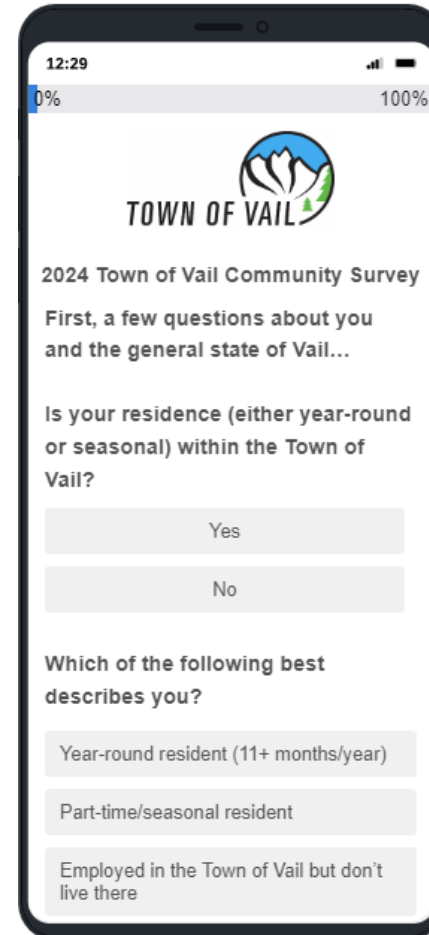 12:29
0% 100%
TOWN OF VAIL
2024 Town of Vail Community Survey
First, a few questions about you
and the general state of Vail...
Is your residence (either year-round
or seasonal) within the Town of
Vail?
Yes
No
Which of the following best
describes you?
Year-round resident (11+ months/year)
Part-time/seasonal resident
Employed in the Town of Vail but don't
live there